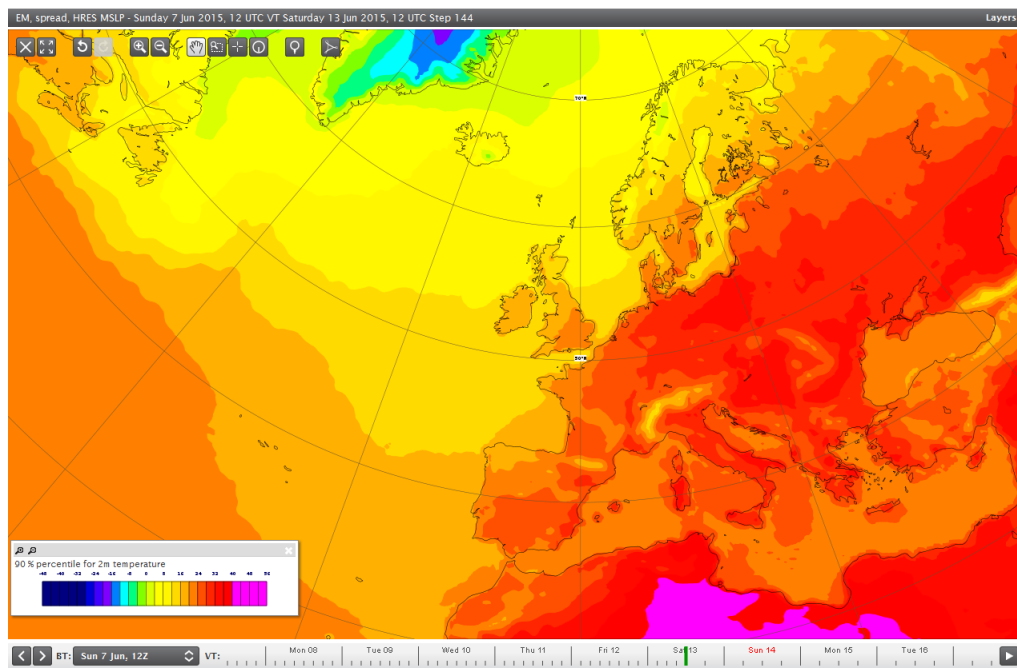 EM, spread, HRES MSLP - Sunday 7 Jun 2015, 12 UTC VT Saturday 13 Jun 2015, 12 UTC Step 144
Layers
70°N
50°N
90 % percentile for 2m temperature
-48 -40 -32 -24 -16 -8 0 8 16 24 32 40 48 56
BT: Sun 7 Jun, 12Z VT: Mon 08 Tue 09 Wed 10 Thu 11 Fri 12 Sat 13 Sun 14 Mon 15 Tue 16